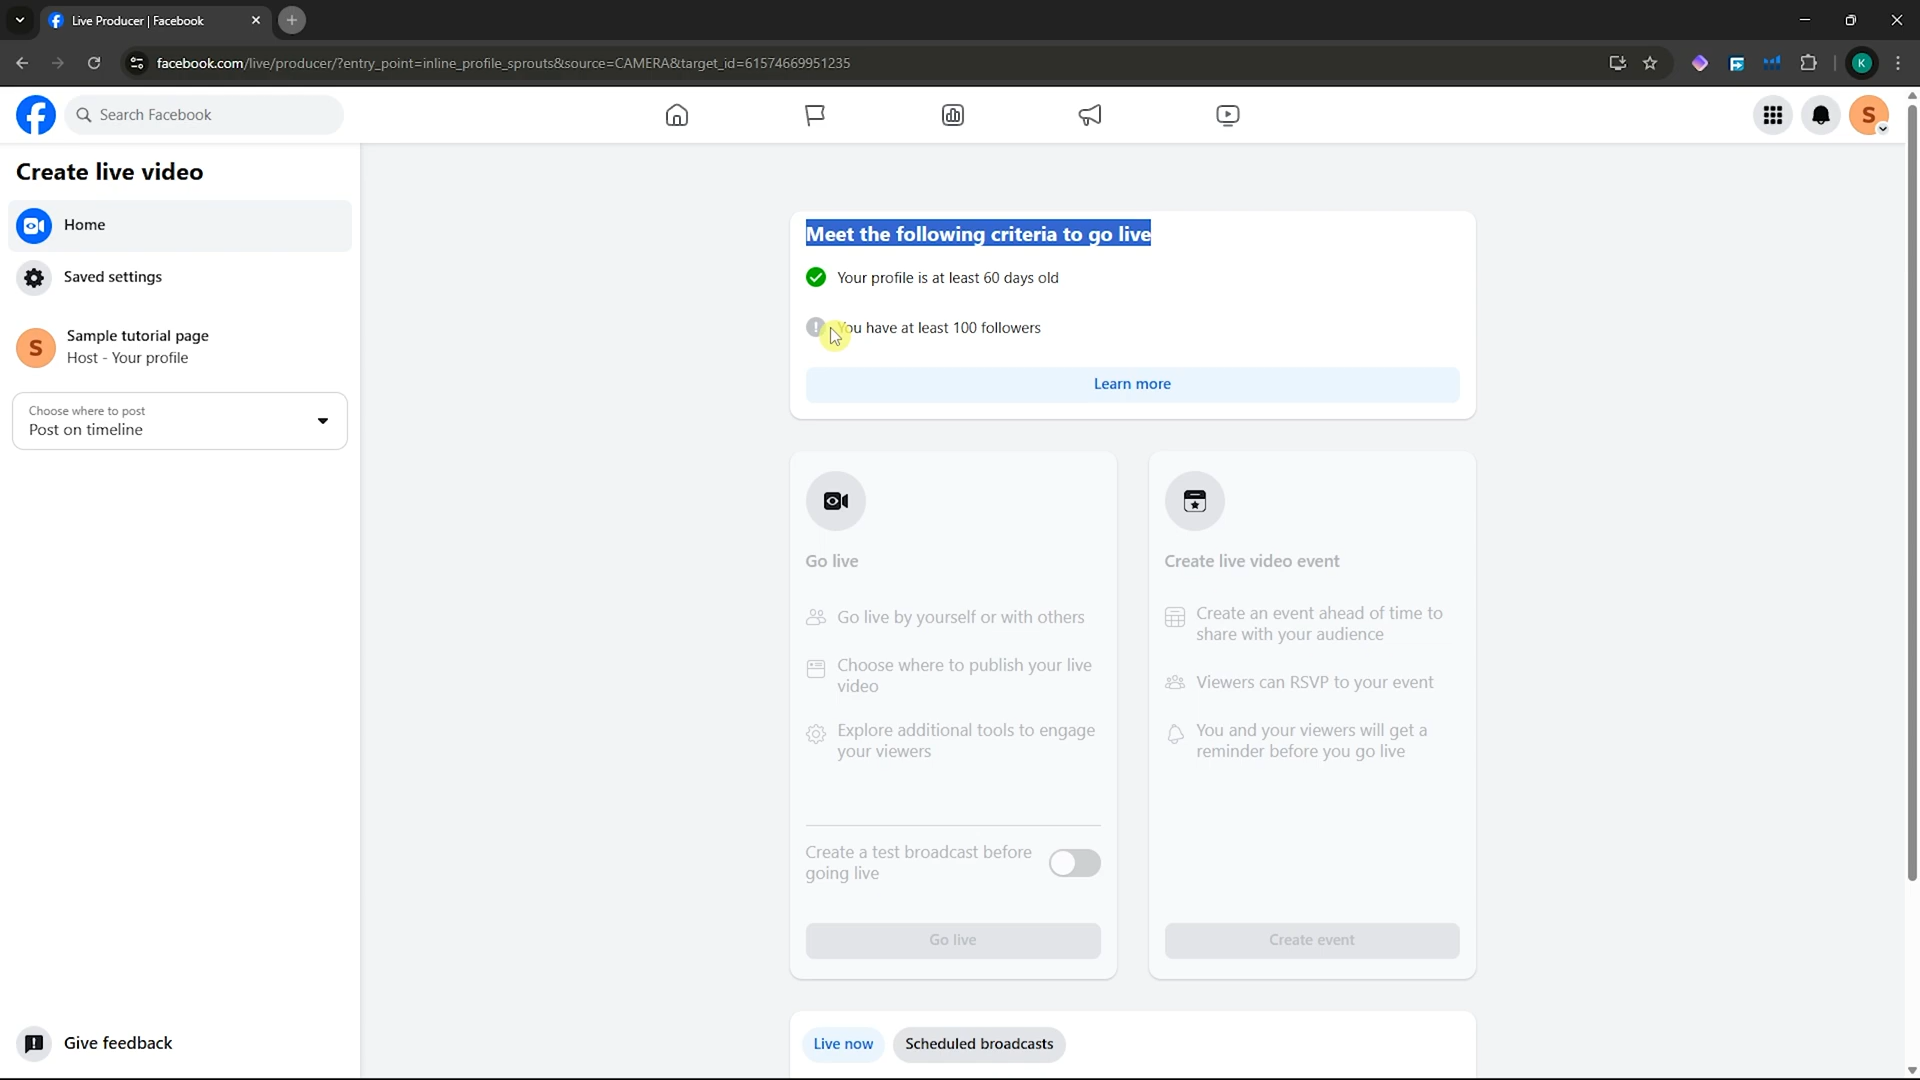 Live Producer | Facebook
facebook.com/live/producer/?entry_point=inline_profile_sprouts&source=CAMERA&target_id=61574669951235
K
Search Facebook
S
Create live video
Home
Saved settings
S
Sample tutorial page
Host - Your profile
Choose where to post
Post on timeline
Give feedback
Meet the following criteria to go live
Your profile is at least 60 days old
You have at least 100 followers
Learn more
Go live
Go live by yourself or with others
Choose where to publish your live
video
Explore additional tools to engage
your viewers
Create a test broadcast before
going live
Go live
Create live video event
Create an event ahead of time to
share with your audience
Viewers can RSVP to your event
You and your viewers will get a
reminder before you go live
Create event
Live now
Scheduled broadcasts